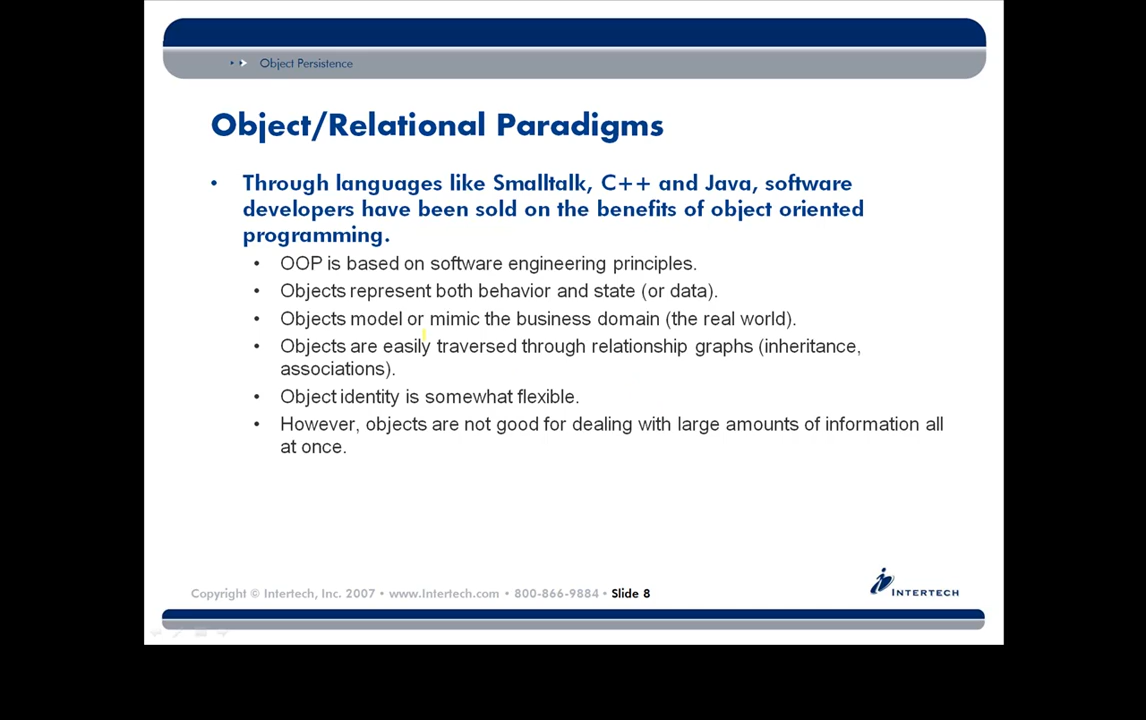 Object Persistence
Object/Relational Paradigms
• Through languages like Smalltalk, C++ and Java, software
developers have been sold on the benefits of object oriented
programming.
• OOP is based on software engineering principles.
• Objects represent both behavior and state (or data).
• Objects model or mimic the business domain (the real world).
• Objects are easily traversed through relationship graphs (inheritance,
associations).
• Object identity is somewhat flexible.
• However, objects are not good for dealing with large amounts of information all
at once.
Copyright © Intertech, Inc. 2007 • www.Intertech.com • 800-866-9884 • Slide 8
INTERTECH